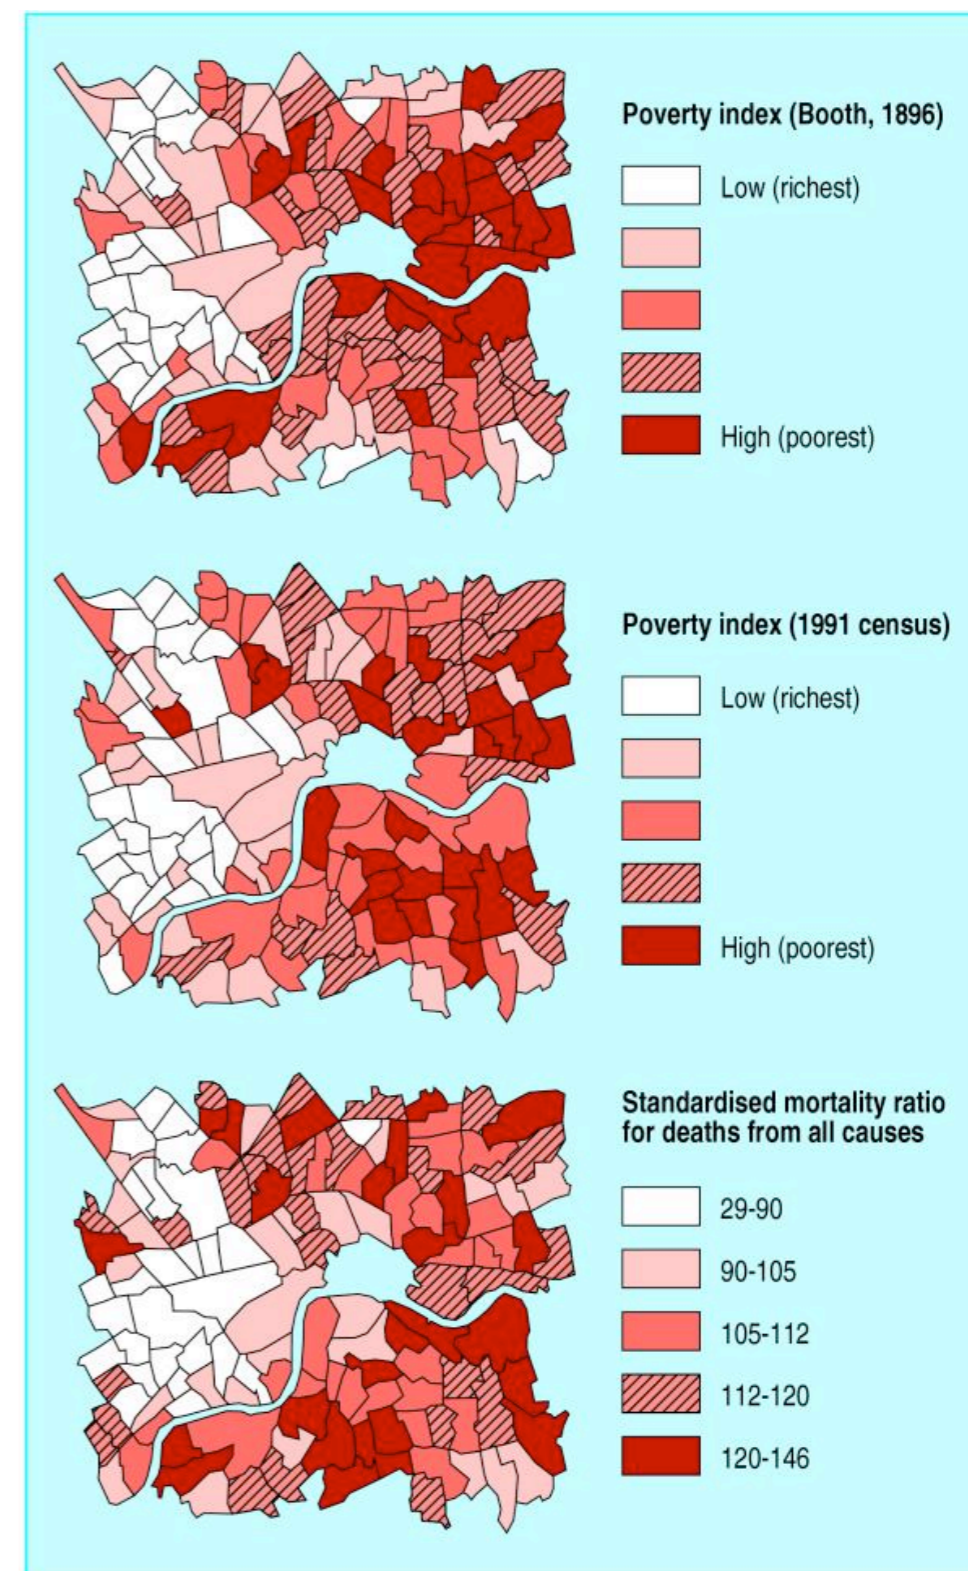 Poverty index (Booth, 1896)
Low (richest)
High (poorest)
Poverty index (1991 census)
Low (richest)
High (poorest)
Standardised mortality ratio
for deaths from all causes
29-90
90-105
105-112
112-120
120-146